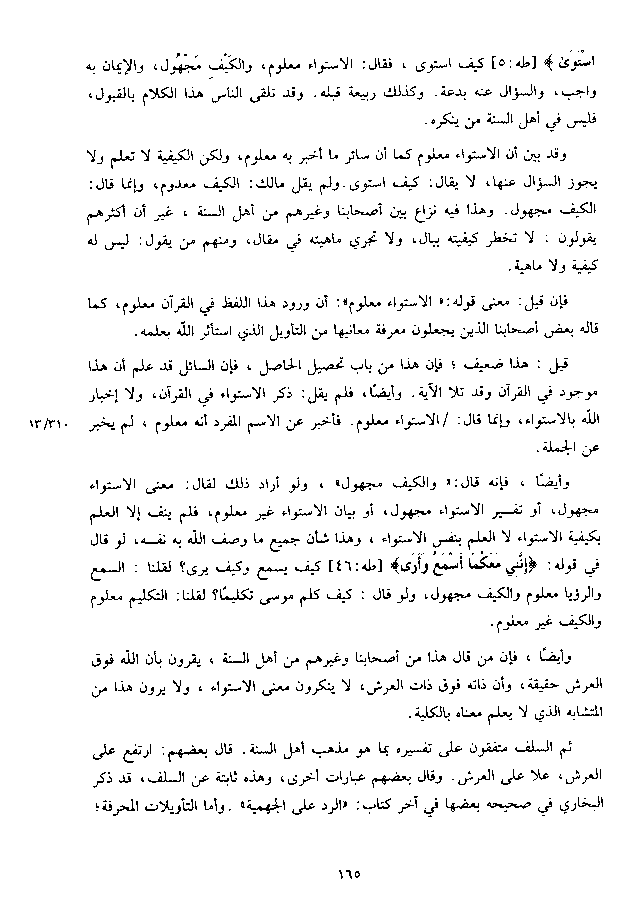 اسْتَوَىٰ ﴾ [طه:٥] كيف استوى ، فقال: الاستواء معلوم، والكَيْفِ مَجْهُول، والإيمان به
واجب، والسؤال عنه بدعة. وكذلك ربيعة قبله. وقد تلقى الناس هذا الكلام بالقبول،
فليس في أهل السنة من ينكره.
وقد بين أن الاستواء معلوم كما أن سائر ما أخبر به معلوم، ولكن الكيفية لا تعلم ولا
يجوز السؤال عنها، لا يقال: كيف استوى. ولم يقل مالك: الكيف معدوم، وإنما قال:
الكيف مجهول. وهذا فيه نزاع بين أصحابنا وغيرهم من أهل السنة ، غير أن أكثرهم
يقولون : لا تخطر كيفيته ببال، ولا تجري ماهيته في مقال، ومنهم من يقول: ليس له
كيفية ولا ماهية.
فإن قيل: معنى قوله:« الاستواء معلوم»: أن ورود هذا اللفظ في القرآن معلوم، كما
قاله بعض أصحابنا الذين يجعلون معرفة معانيها من التأويل الذي استأثر الله بعلمه.
قيل : هذا ضعيف ؛ فإن هذا من باب تحصيل الحاصل ، فإن السائل قد علم أن هذا
موجود في القرآن وقد تلا الآية. وأيضًا، فلم يقل: ذكر الاستواء في القرآن، ولا إخبار
الله بالاستواء، وإنما قال: /الاستواء معلوم. فأخبر عن الاسم المفرد أنه معلوم ، لم يخبر ١٣/٣١٠
عن الجملة.
وأيضًا ، فإنه قال:« والكيف مجهول» ، ولو أراد ذلك لقال: معنى الاستواء
مجهول، أو تفسير الاستواء مجهول، أو بيان الاستواء غير معلوم، فلم ينف إلا العلم
بكيفية الاستواء لا العلم بنفس الاستواء ، وهذا شأن جميع ما وصف الله به نفسه، لو قال
في قوله: ﴿إِنَّنِي مَعَكُمَا أَسْمَعُ وَأَرَى﴾ [طه:٤٦] كيف يسمع وكيف يرى؟ لقلنا : السمع
والرؤيا معلوم والكيف مجهول، ولو قال : كيف كلم موسى تكليمًا؟ لقلنا: التكليم معلوم
والكيف غير معلوم.
وأيضًا ، فإن من قال هذا من أصحابنا وغيرهم من أهل السنة ، يقرون بأن الله فوق
العرش حقيقة، وأن ذاته فوق ذات العرش، لا ينكرون معنى الاستواء ، ولا يرون هذا من
المتشابه الذي لا يعلم معناه بالكلية.
ثم السلف متفقون على تفسيره بما هو مذهب أهل السنة. قال بعضهم: ارتفع على
العرش، علا على العرش. وقال بعضهم عبارات أخرى، وهذه ثابتة عن السلف، قد ذكر
البخاري في صحيحه بعضها في آخر كتاب: «الرد على الجهمية» . وأما التأويلات المحرفة؛
١٦٥